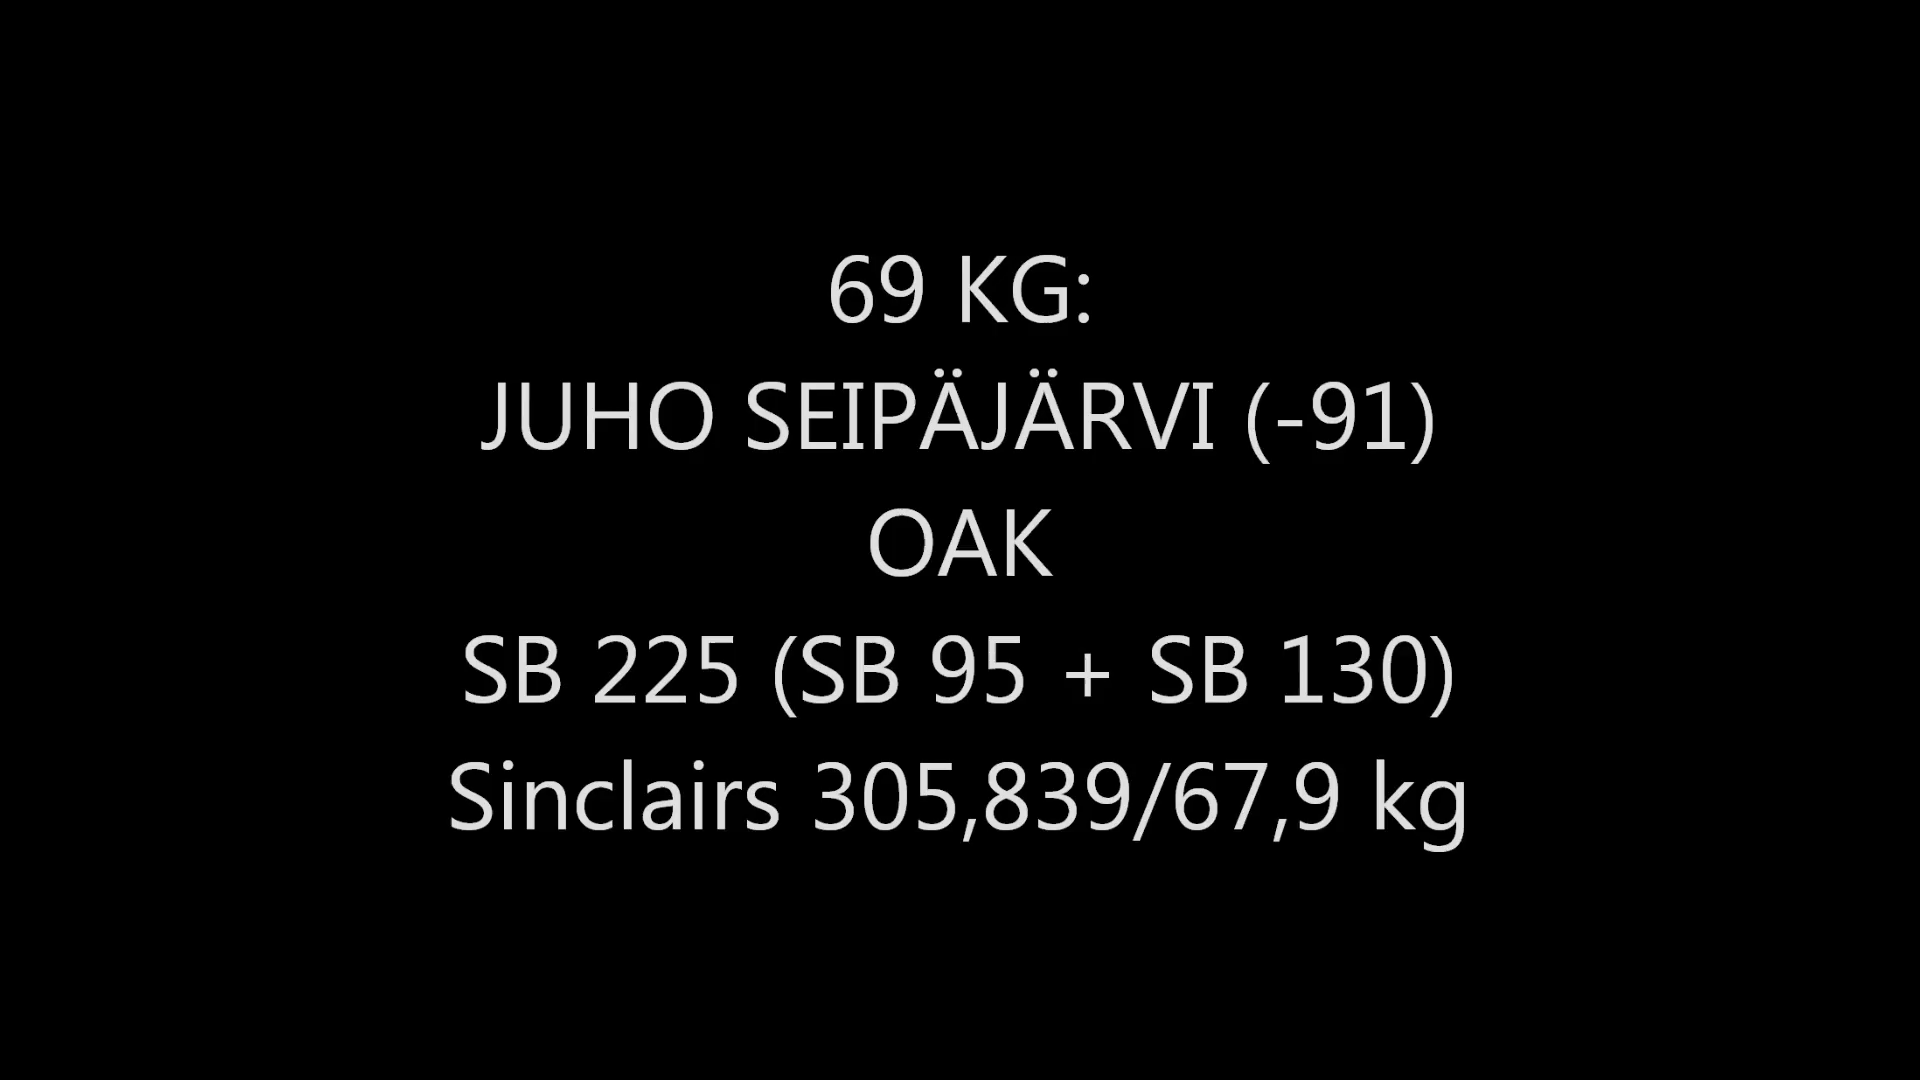 69 KG:
JUHO SEIPÄJÄRVI (-91)
OAK
SB 225 (SB 95 + SB 130)
Sinclairs 305,839/67,9 kg